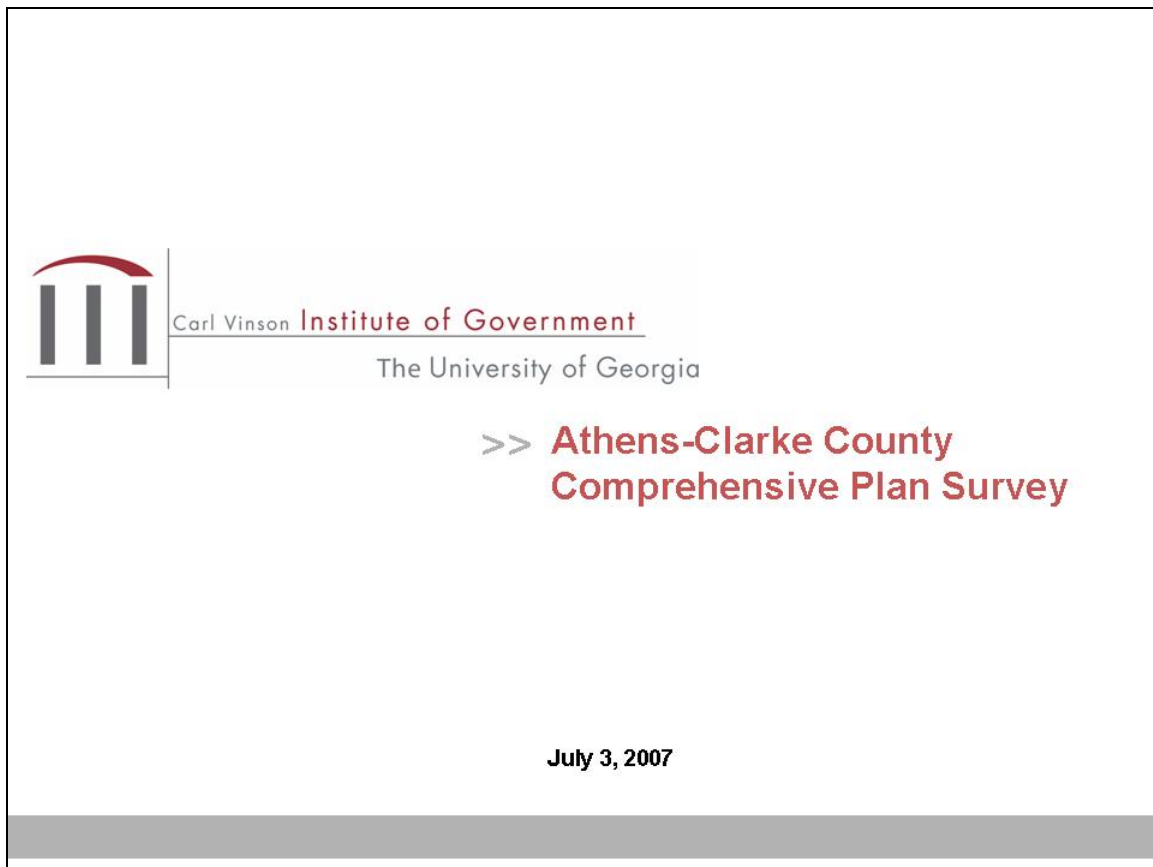 Carl Vinson Institute of Government
The University of Georgia
>> Athens-Clarke County
Comprehensive Plan Survey
July 3, 2007